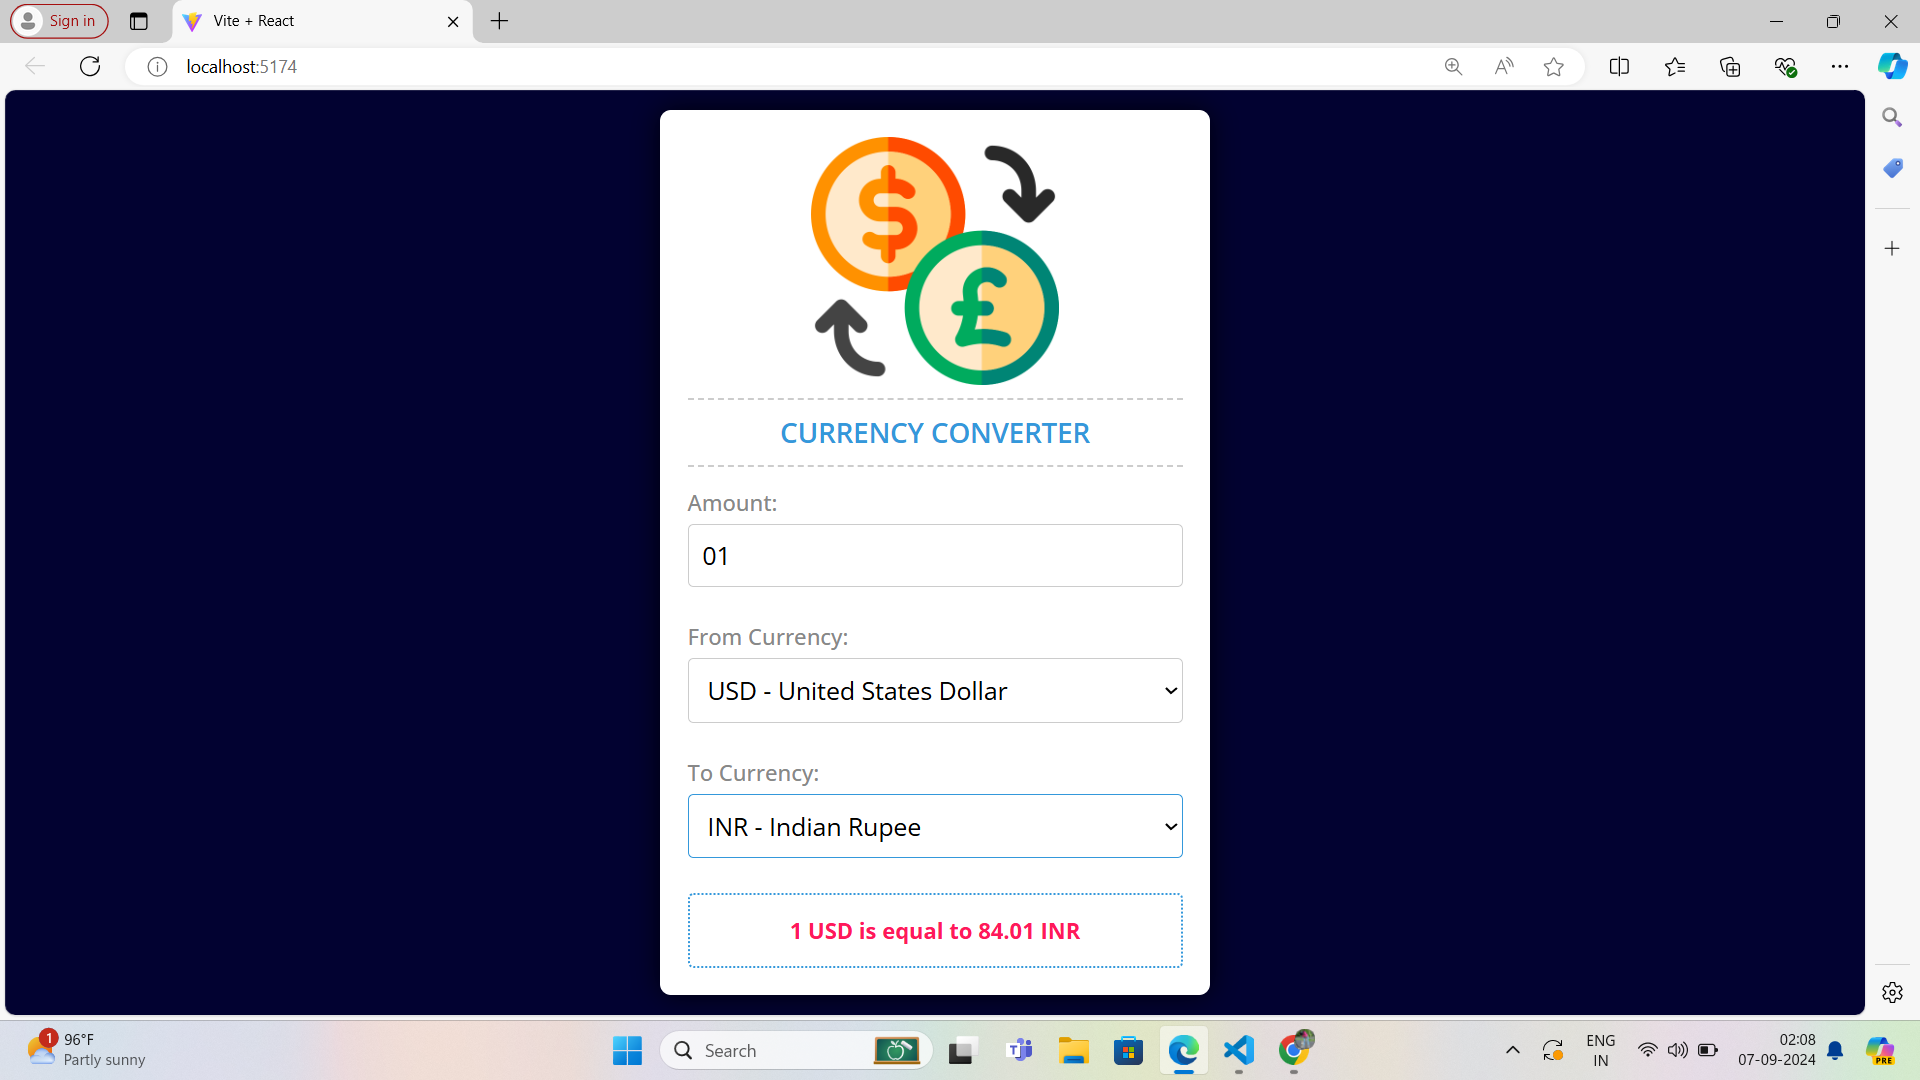 Sign in
Vite + React
localhost:5174
CURRENCY CONVERTER
Amount:
01
From Currency:
USD - United States Dollar
To Currency:
INR - Indian Rupee
1 USD is equal to 84.01 INR
1
96°F
Partly sunny
Search
ENG
IN
02:08
07-09-2024
PRE